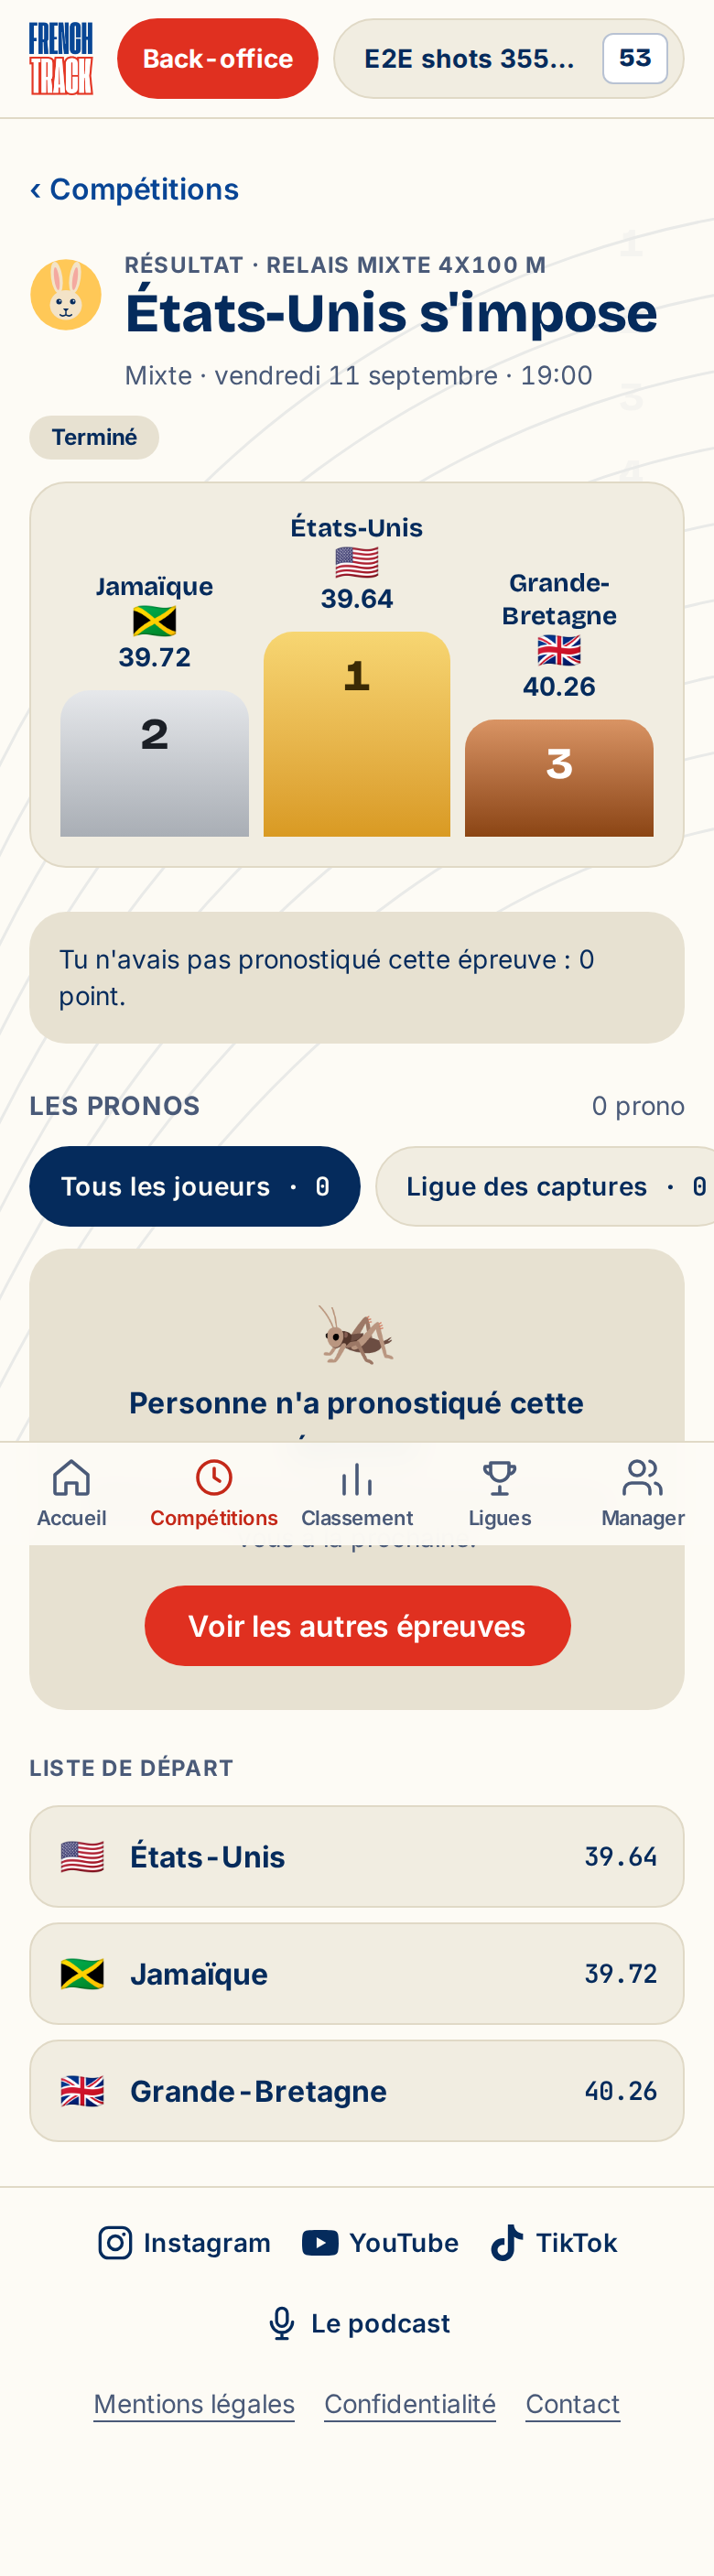 FRENCH
TRACK
Back-office
E2E shots 355...
53
‹ Compétitions
1
RÉSULTAT · RELAIS MIXTE 4X100 M
États-Unis s'impose
Mixte · vendredi 11 septembre · 19:00
3
4
Terminé
États-Unis
39.64
1
Jamaïque
39.72
2
Grande-
Bretagne
40.26
3
Tu n'avais pas pronostiqué cette épreuve : 0
point.
LES PRONOS
0 prono
Tous les joueurs · 0
Ligue des captures · 0
Personne n'a pronostiqué cette
Accueil
Compétitions
Classement
Ligues
Manager
Voir les autres épreuves
LISTE DE DÉPART
États-Unis
39.64
Jamaïque
39.72
Grande-Bretagne
40.26
Instagram
YouTube
TikTok
Le podcast
Mentions légales
Confidentialité
Contact